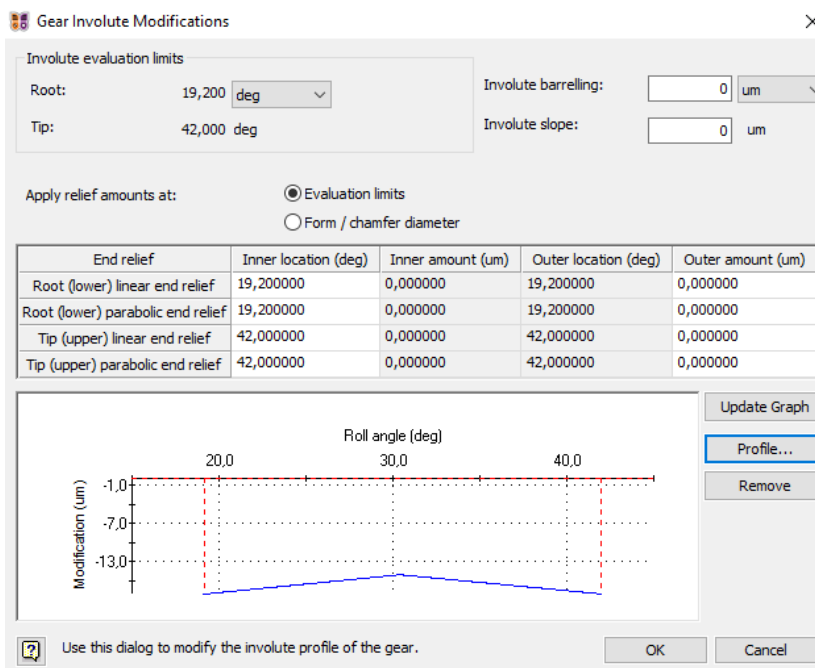 Gear Involute Modifications
Involute evaluation limits
Root: 19,200 deg
Tip: 42,000 deg
Involute barrelling: 0 um
Involute slope: 0 um
Apply relief amounts at: Evaluation limits
Form / chamfer diameter
End relief Inner location (deg) Inner amount (um) Outer location (deg) Outer amount (um)
Root (lower) linear end relief 19,200000 0,000000 19,200000 0,000000
Root (lower) parabolic end relief 19,200000 0,000000 19,200000 0,000000
Tip (upper) linear end relief 42,000000 0,000000 42,000000 0,000000
Tip (upper) parabolic end relief 42,000000 0,000000 42,000000 0,000000
Update Graph
Profile...
Remove
Roll angle (deg)
20,0 30,0 40,0
Modification (um)
-1,0
-7,0
-13,0
? Use this dialog to modify the involute profile of the gear.
OK Cancel